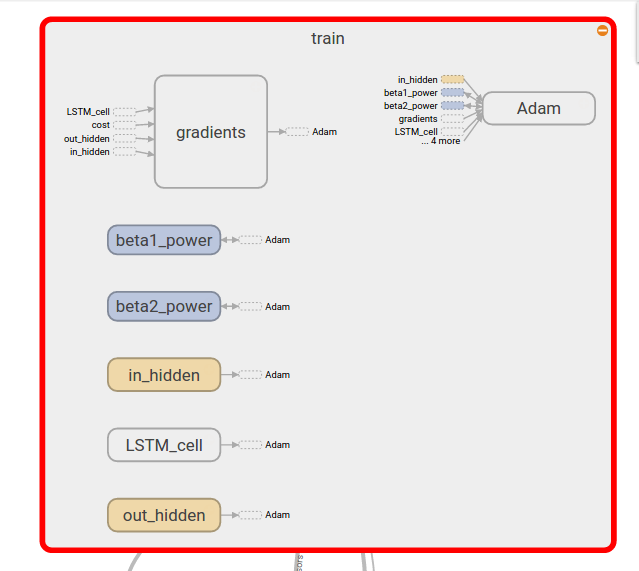 train
in_hidden
beta1_power
beta2_power
gradients
LSTM_cell
... 4 more
Adam
LSTM_cell
cost
out_hidden
in_hidden
gradients
Adam
beta1_power
Adam
beta2_power
Adam
in_hidden
Adam
LSTM_cell
Adam
out_hidden
Adam